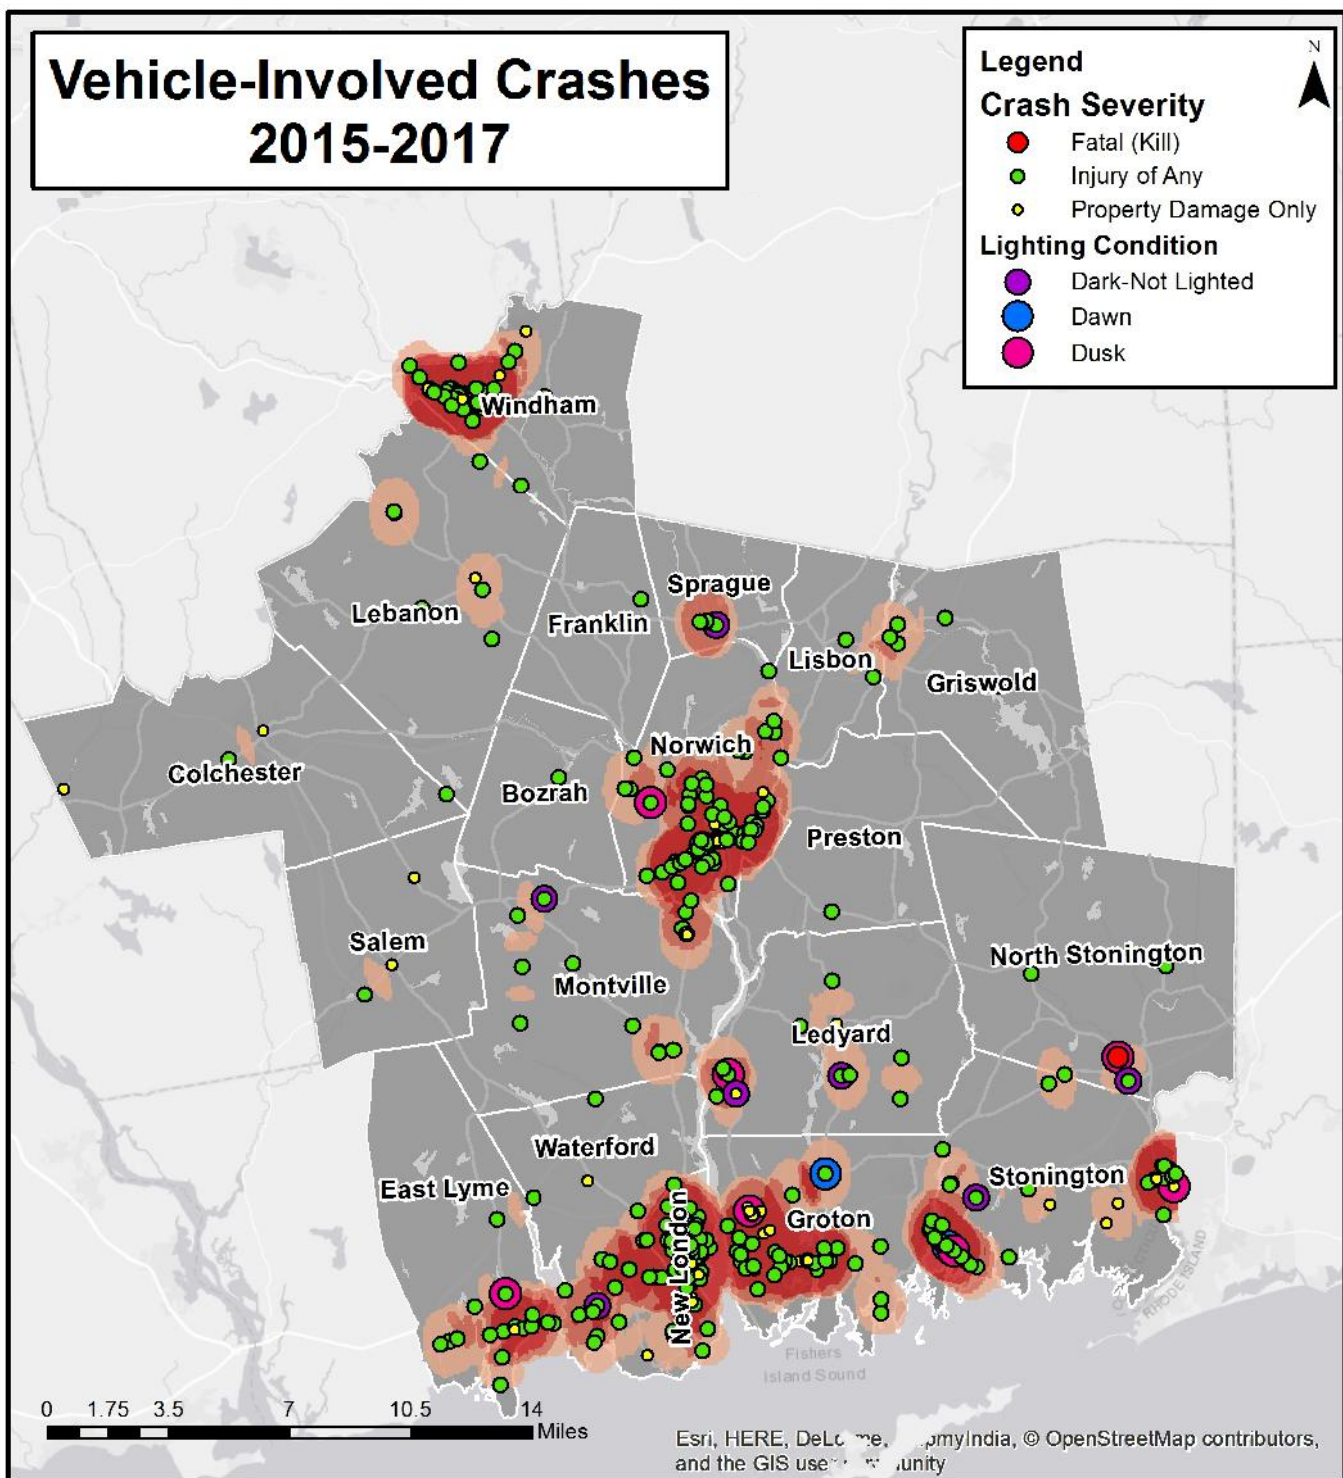 Vehicle-Involved Crashes
2015-2017
N
Legend
Crash Severity
Fatal (Kill)
Injury of Any
Property Damage Only
Lighting Condition
Dark-Not Lighted
Dawn
Dusk
Windham
Sprague
Lebanon
Franklin
Lisbon
Griswold
Norwich
Colchester
Bozrah
Preston
Salem
North Stonington
Montville
Ledyard
Waterford
Stonington
East Lyme
New London
Groton
RHODE ISLAND
Fishers
Island Sound
0 1.75 3.5 7 10.5 14
Miles
Esri, HERE, © OpenStreetMap contributors,
and the GIS user